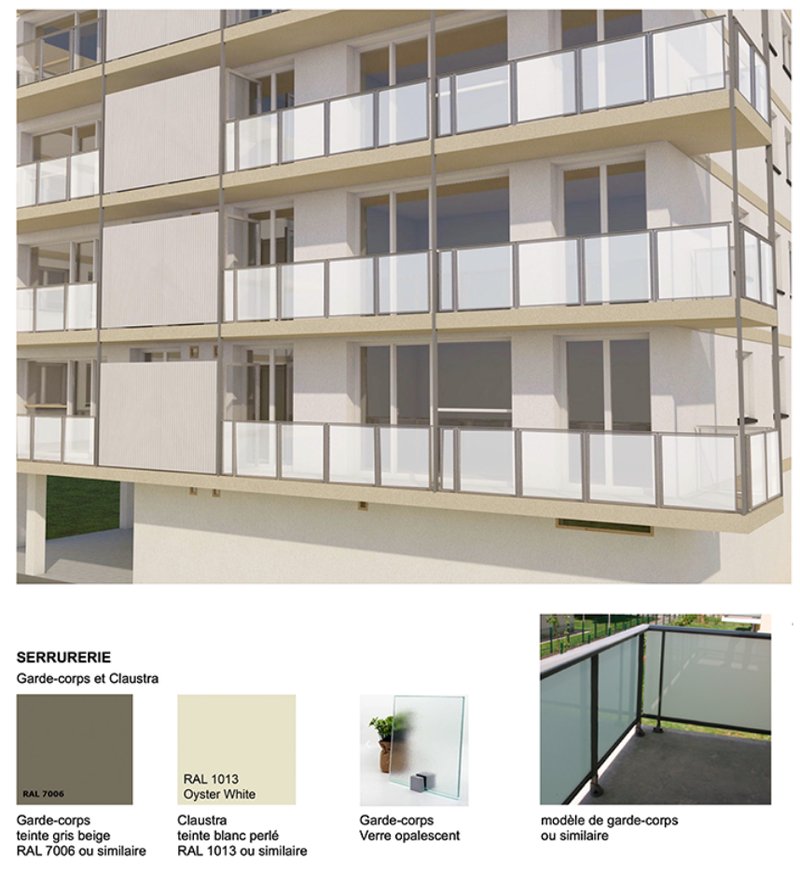 SERRURERIE
Garde-corps et Claustra
RAL 7006
RAL 1013
Oyster White
Garde-corps
teinte gris beige
RAL 7006 ou similaire
Claustra
teinte blanc perlé
RAL 1013 ou similaire
Garde-corps
Verre opalescent
modèle de garde-corps
ou similaire